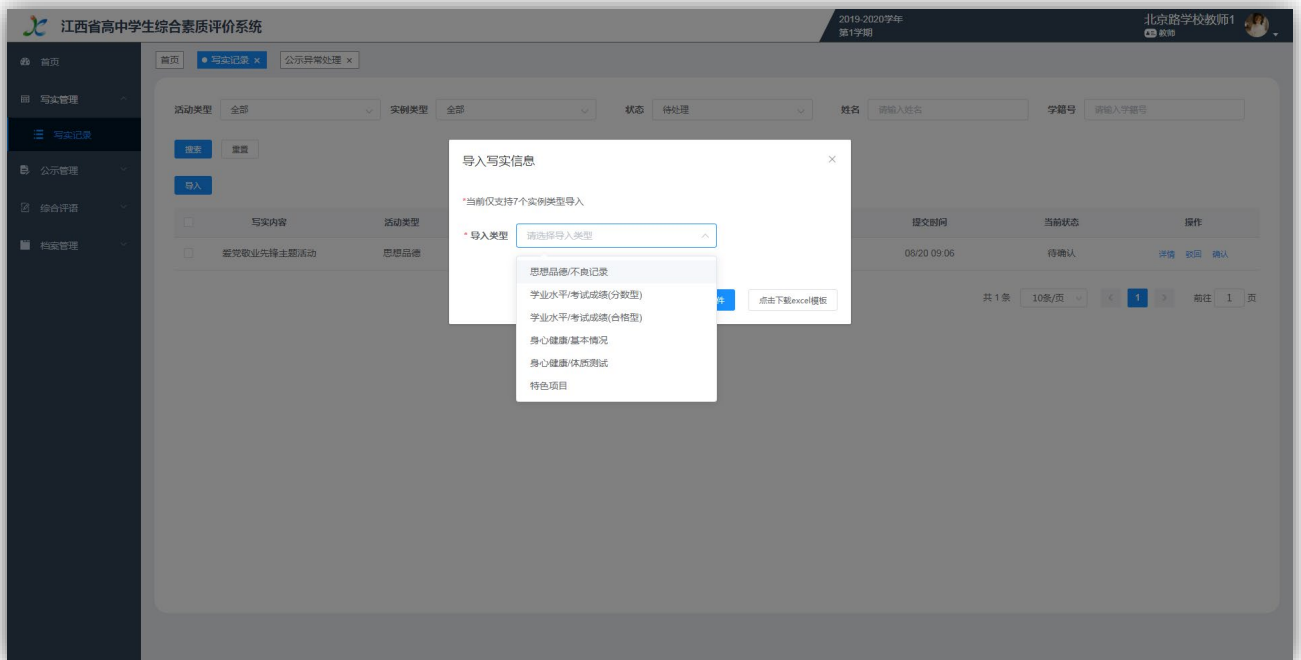 江西省高中学生综合素质评价系统
2019-2020学年
第1学期
北京路学校教师1
教师
首页
写实管理
写实记录
公示管理
综合评语
档案管理
首页 写实记录 × 公示异常处理 ×
活动类型 全部 实例类型 全部 状态 待处理 姓名 请输入姓名 学籍号 请输入学籍号
搜索 重置
导入
写实内容 活动类型 提交时间 当前状态 操作
爱党敬业先锋主题活动 思想品德 08/20 09:06 待确认 详情 驳回 确认
共1条 10条/页 1 前往 1 页
导入写实信息
*当前仅支持7个实例类型导入
* 导入类型 请选择导入类型
思想品德/不良记录
学业水平/考试成绩(分数型)
学业水平/考试成绩(合格型)
身心健康/基本情况
身心健康/体质测试
特色项目
件 点击下载excel模板